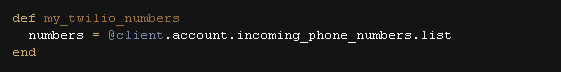 def my_twilio_numbers
  numbers = @client.account.incoming_phone_numbers.list
end